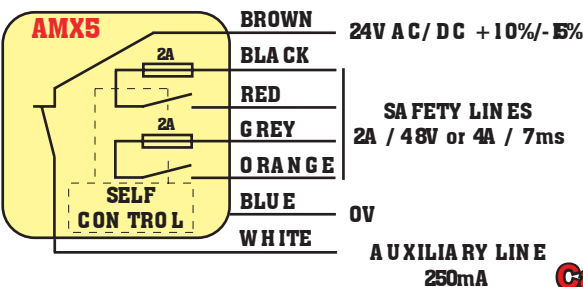 AMX5
BROWN
24V AC/DC +10%/-15%
2A
BLACK
RED
SAFETY LINES
2A / 48V or 4A / 7ms
2A
GREY
ORANGE
SELF
CONTROL
BLUE
0V
WHITE
AUXILIARY LINE
250mA